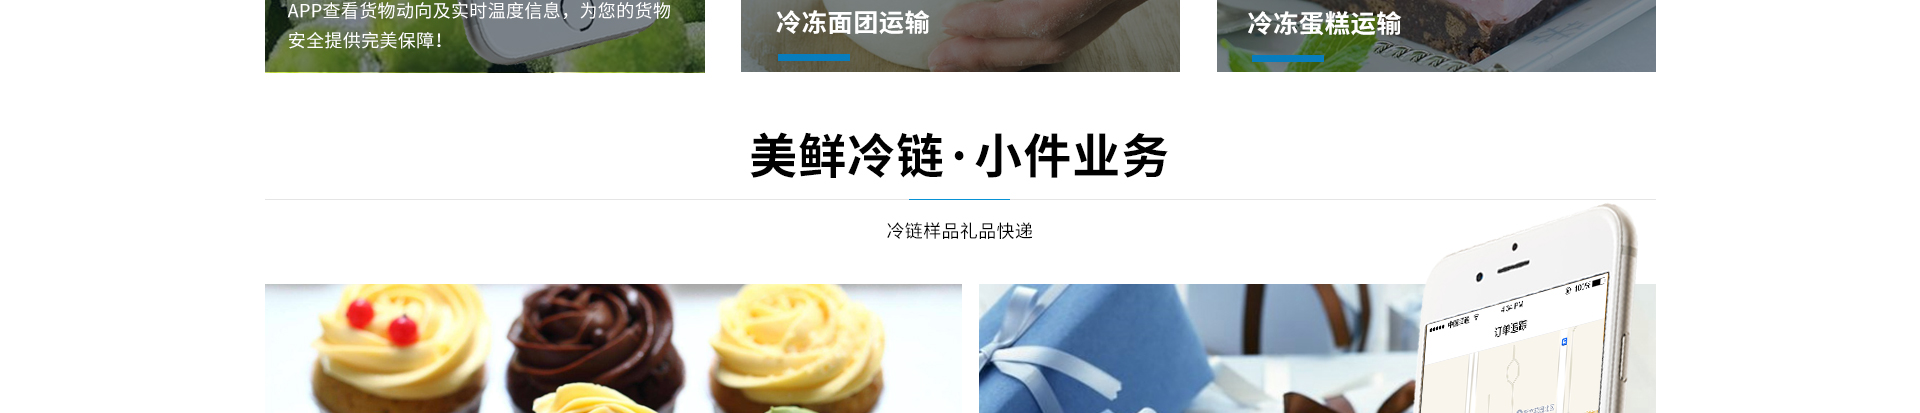 APP查看货物动向及实时温度信息，为您的货物
安全提供完美保障！
冷冻面团运输
冷冻蛋糕运输
美鲜冷链·小件业务
冷链样品礼品快递
100%
订单追踪